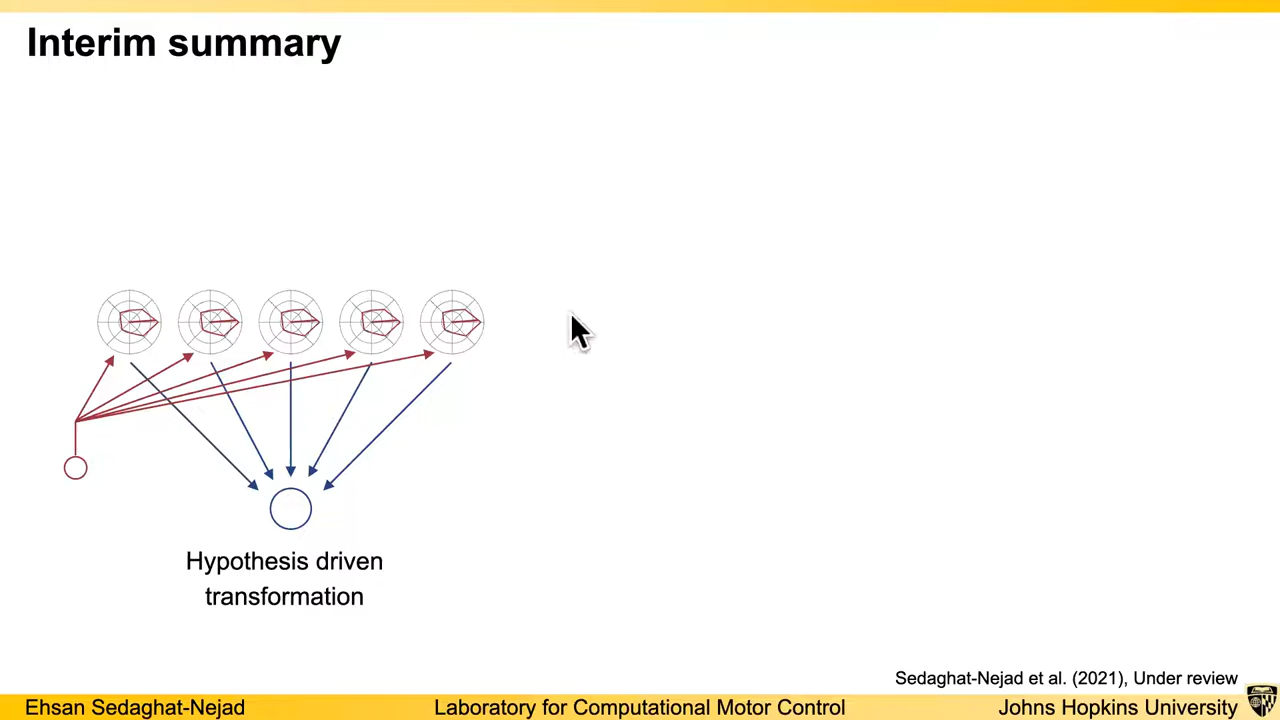 Interim summary
Hypothesis driven
transformation
Sedaghat-Nejad et al. (2021), Under review
Ehsan Sedaghat-Nejad
Laboratory for Computational Motor Control
Johns Hopkins University